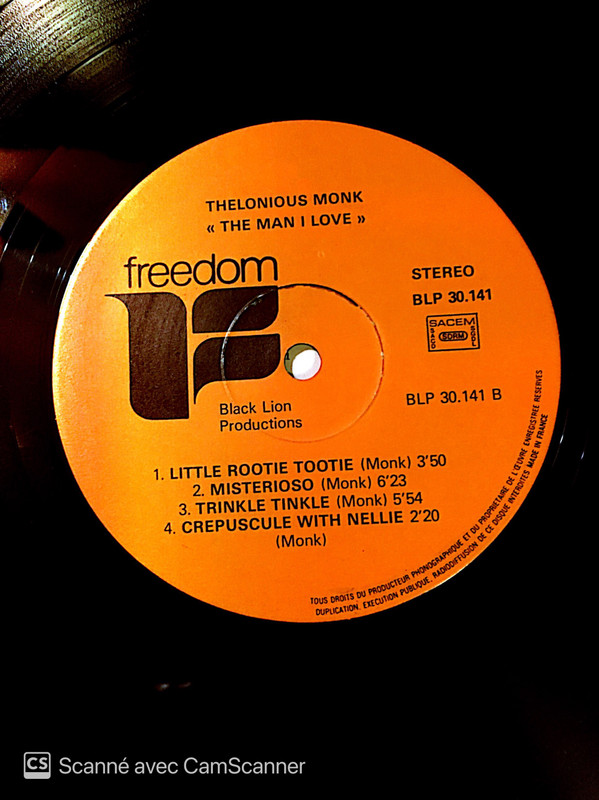 THELONIOUS MONK
« THE MAN I LOVE »
freedom
STEREO
BLP 30.141
SACEM
SDRM
BLP 30.141 B
Black Lion
Productions
1. LITTLE ROOTIE TOOTIE (Monk) 3'50
2. MISTERIOSO (Monk) 6'23
3. TRINKLE TINKLE (Monk) 5'54
4. CREPUSCULE WITH NELLIE 2'20
(Monk)
TOUS DROITS DU PRODUCTEUR PHONOGRAPHIQUE ET DU PROPRIETAIRE DE L'ŒUVRE ENREGISTREE RESERVES
DUPLICATION, EXECUTION PUBLIQUE, RADIODIFFUSION DE CE DISQUE INTERDITES MADE IN FRANCE
CS Scanné avec CamScanner